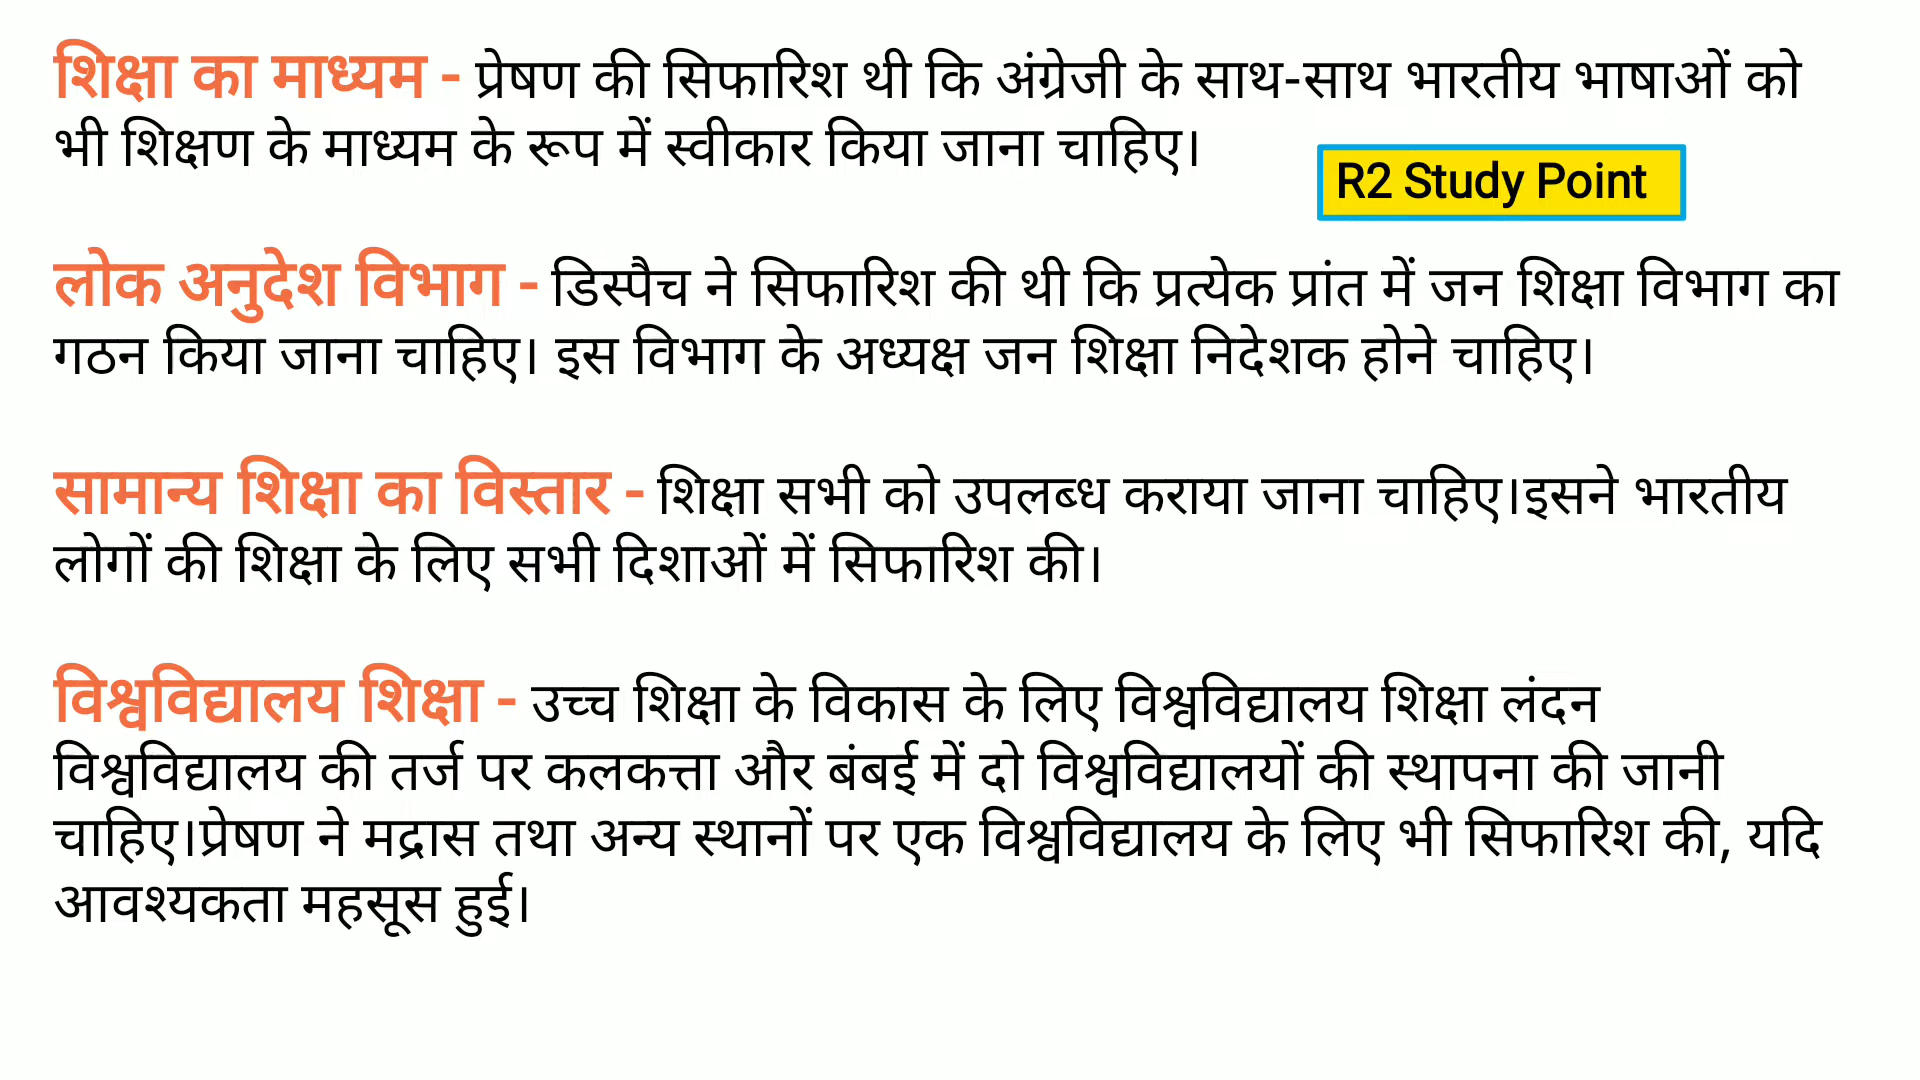 शिक्षा का माध्यम - प्रेषण की सिफारिश थी कि अंग्रेजी के साथ-साथ भारतीय भाषाओं को
भी शिक्षण के माध्यम के रूप में स्वीकार किया जाना चाहिए।
R2 Study Point
लोक अनुदेश विभाग - डिस्पैच ने सिफारिश की थी कि प्रत्येक प्रांत में जन शिक्षा विभाग का
गठन किया जाना चाहिए। इस विभाग के अध्यक्ष जन शिक्षा निदेशक होने चाहिए।
सामान्य शिक्षा का विस्तार - शिक्षा सभी को उपलब्ध कराया जाना चाहिए।इसने भारतीय
लोगों की शिक्षा के लिए सभी दिशाओं में सिफारिश की।
विश्वविद्यालय शिक्षा - उच्च शिक्षा के विकास के लिए विश्वविद्यालय शिक्षा लंदन
विश्वविद्यालय की तर्ज पर कलकत्ता और बंबई में दो विश्वविद्यालयों की स्थापना की जानी
चाहिए।प्रेषण ने मद्रास तथा अन्य स्थानों पर एक विश्वविद्यालय के लिए भी सिफारिश की, यदि
आवश्यकता महसूस हुई।